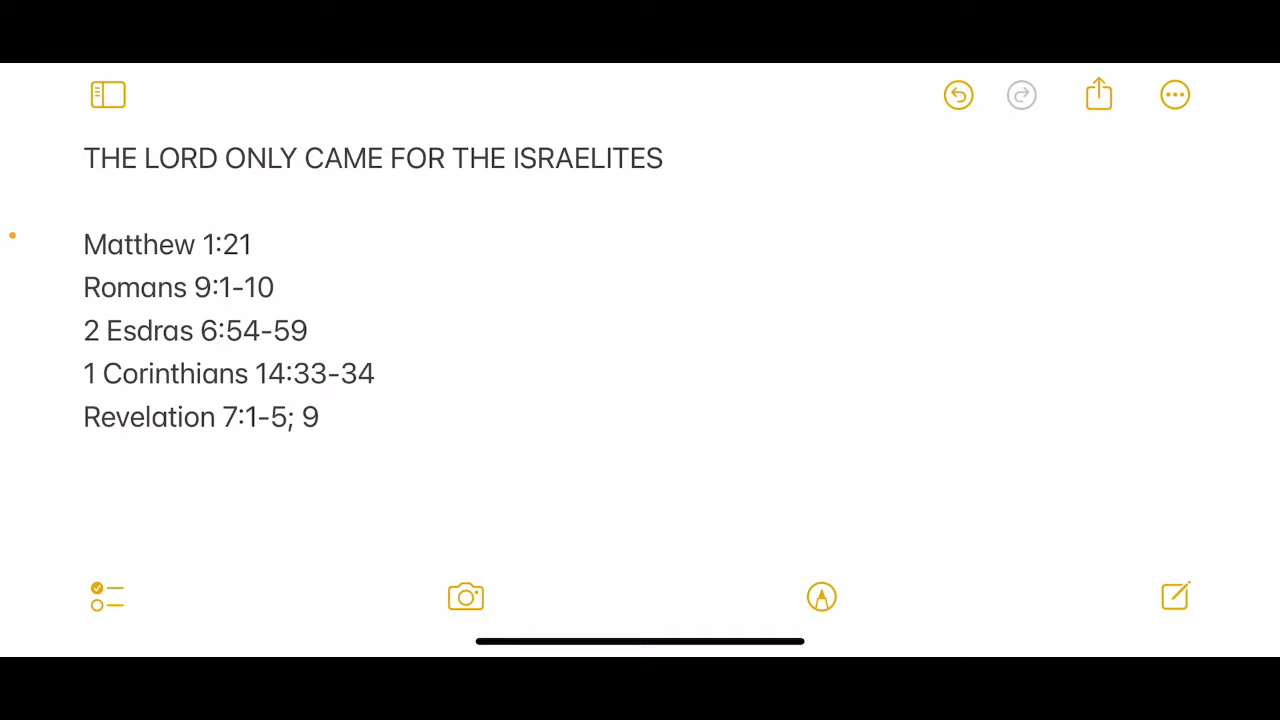 THE LORD ONLY CAME FOR THE ISRAELITES
Matthew 1:21
Romans 9:1-10
2 Esdras 6:54-59
1 Corinthians 14:33-34
Revelation 7:1-5; 9